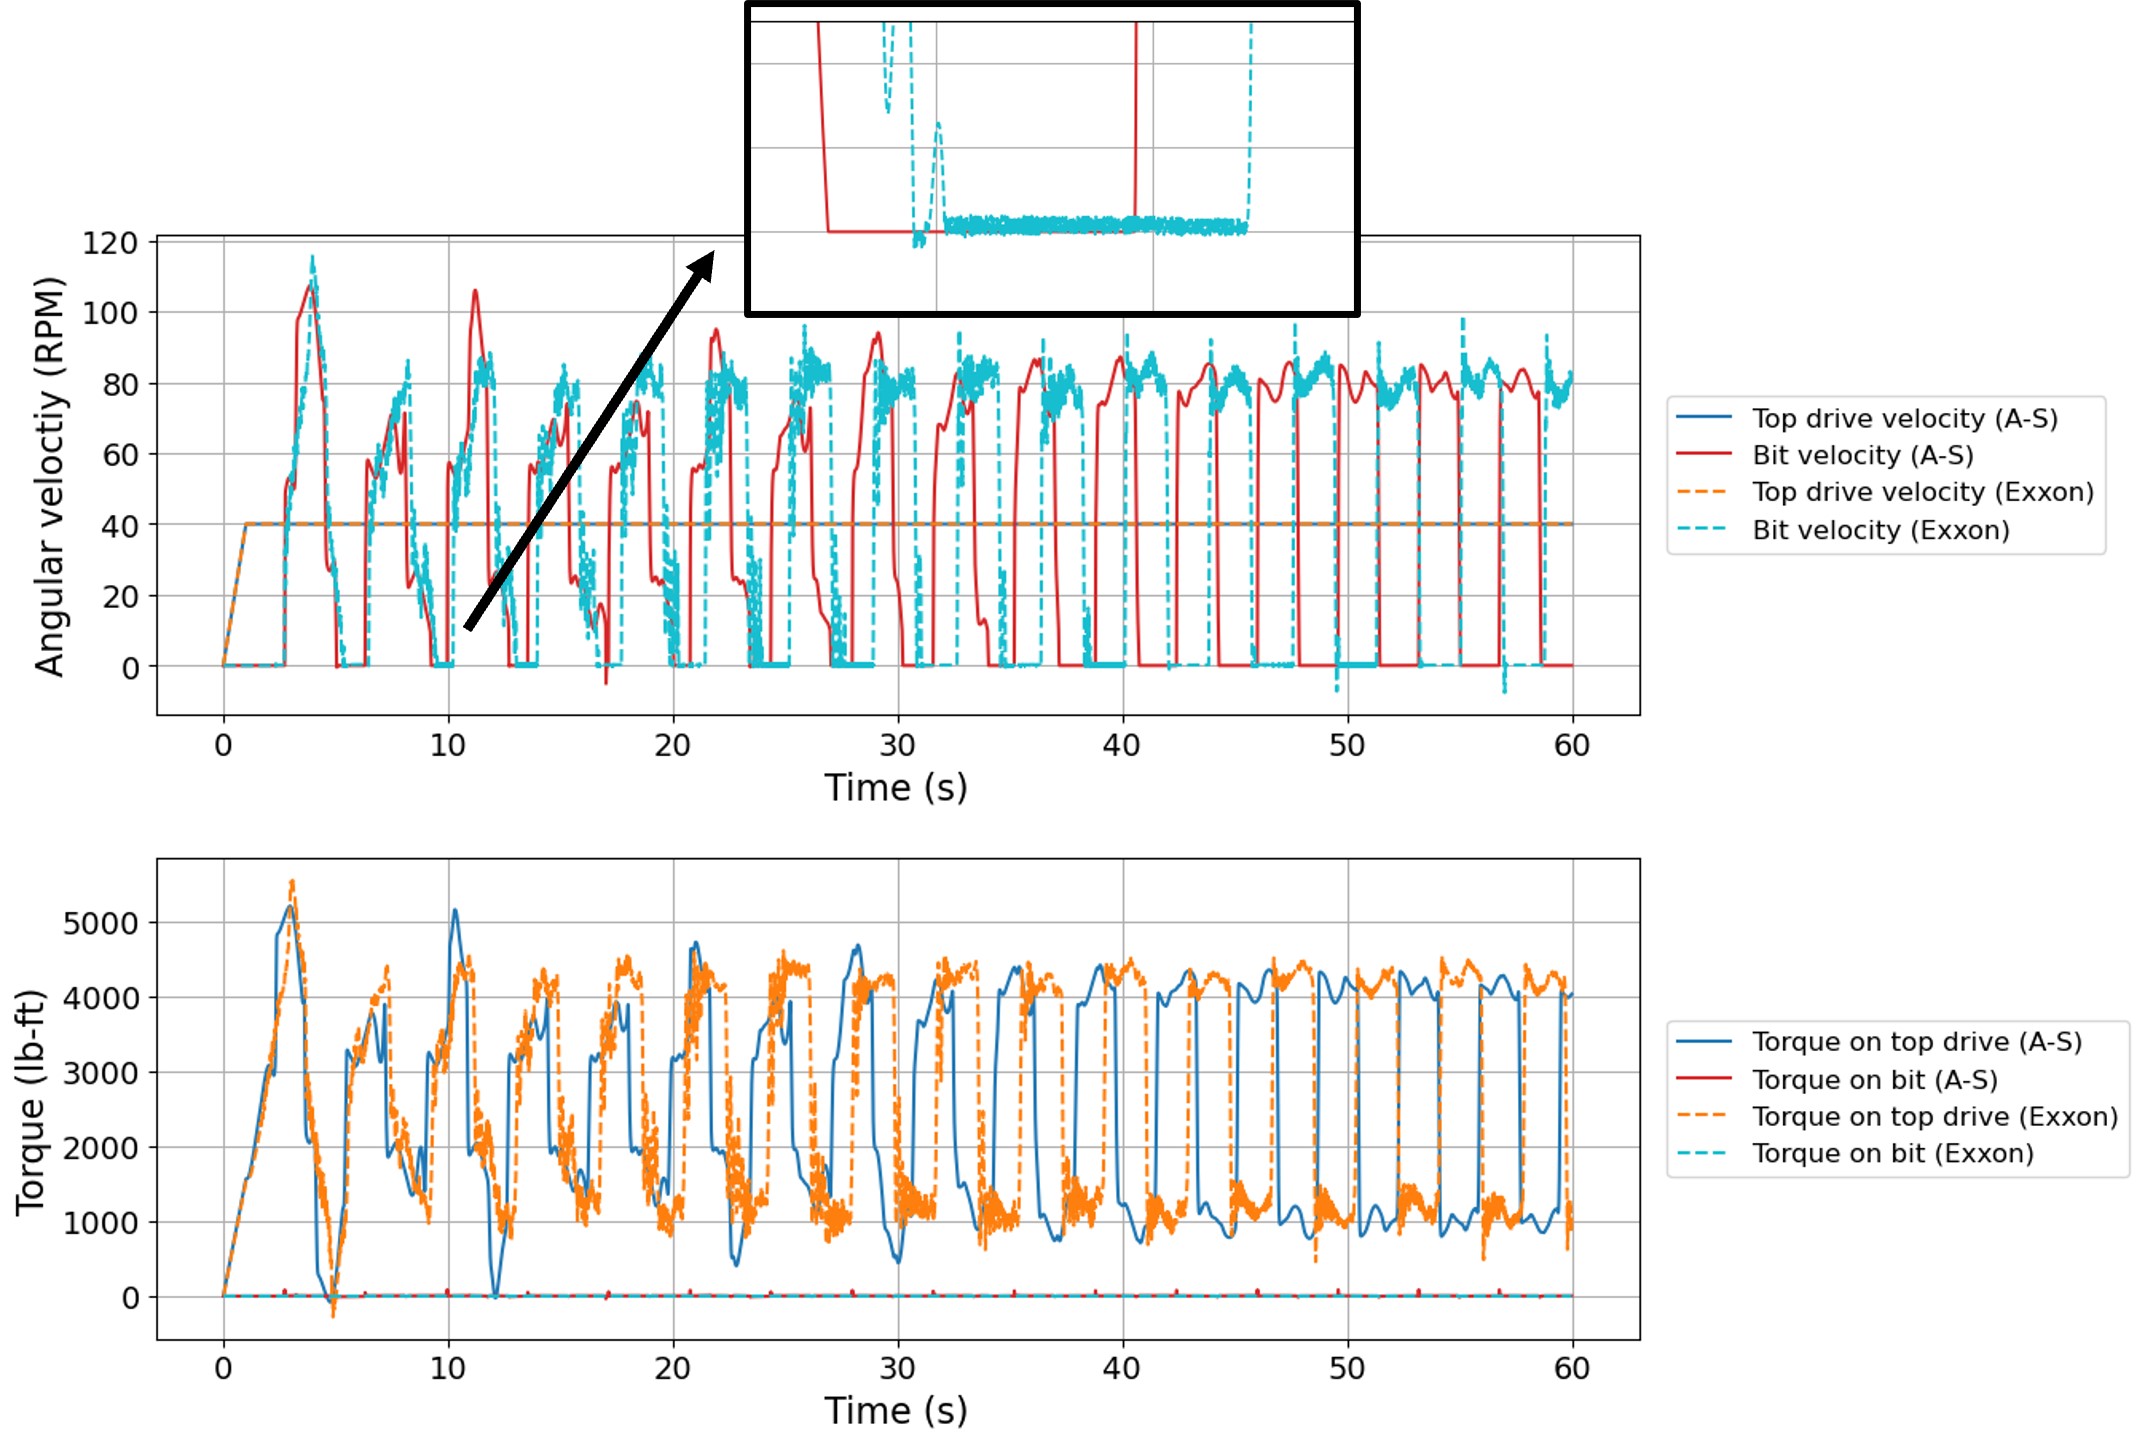 120
100
80
60
40
20
0
Angular veloctiy (RPM)
0 10 20 30 40 50 60
Time (s)
Top drive velocity (A-S)
Bit velocity (A-S)
Top drive velocity (Exxon)
Bit velocity (Exxon)
5000
4000
3000
2000
1000
0
Torque (lb-ft)
0 10 20 30 40 50 60
Time (s)
Torque on top drive (A-S)
Torque on bit (A-S)
Torque on top drive (Exxon)
Torque on bit (Exxon)